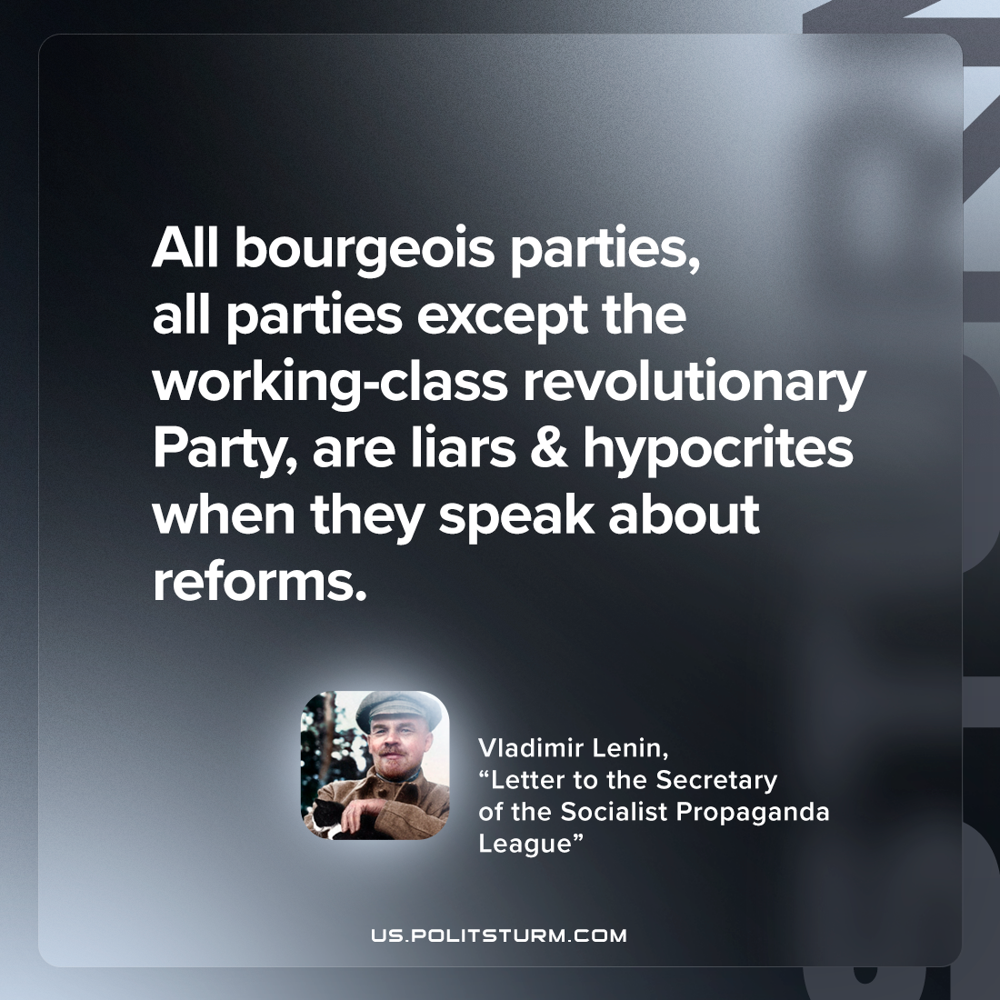 All bourgeois parties,
all parties except the
working-class revolutionary
Party, are liars & hypocrites
when they speak about
reforms.
Vladimir Lenin,
“Letter to the Secretary
of the Socialist Propaganda
League”
US.POLITSTURM.COM